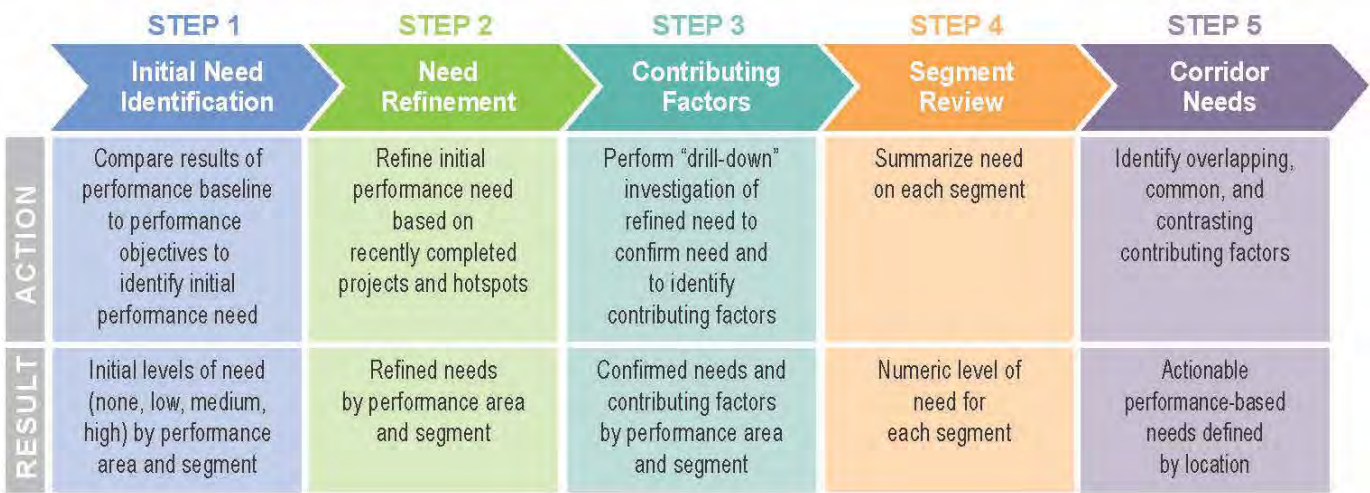 STEP 1
STEP 2
STEP 3
STEP 4
STEP 5
Initial Need
Identification
Need
Refinement
Contributing
Factors
Segment
Review
Corridor
Needs
ACTION
Compare results of
performance baseline
to performance
objectives to
identify initial
performance need
Refine initial
performance need
based on
recently completed
projects and hotspots
Perform “drill-down”
investigation of
refined need to
confirm need and
to identify
contributing factors
Summarize need
on each segment
Identify overlapping,
common, and
contrasting
contributing factors
RESULT
Initial levels of need
(none, low, medium,
high) by performance
area and segment
Refined needs
by performance area
and segment
Confirmed needs and
contributing factors
by performance area
and segment
Numeric level of
need for
each segment
Actionable
performance-based
needs defined
by location